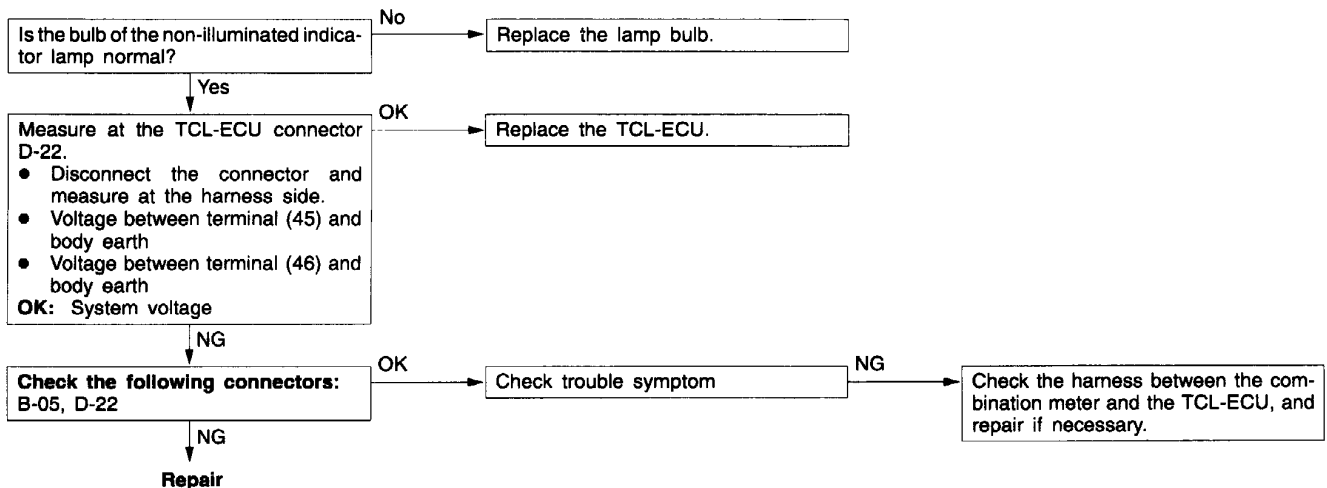 Is the bulb of the non-illuminated indica-
tor lamp normal?
No
Replace the lamp bulb.
Yes
Measure at the TCL-ECU connector
D-22.
● Disconnect the connector and
measure at the harness side.
● Voltage between terminal (45) and
body earth
● Voltage between terminal (46) and
body earth
OK: System voltage
OK
Replace the TCL-ECU.
NG
Check the following connectors:
B-05, D-22
OK
Check trouble symptom
NG
Check the harness between the com-
bination meter and the TCL-ECU, and
repair if necessary.
NG
Repair